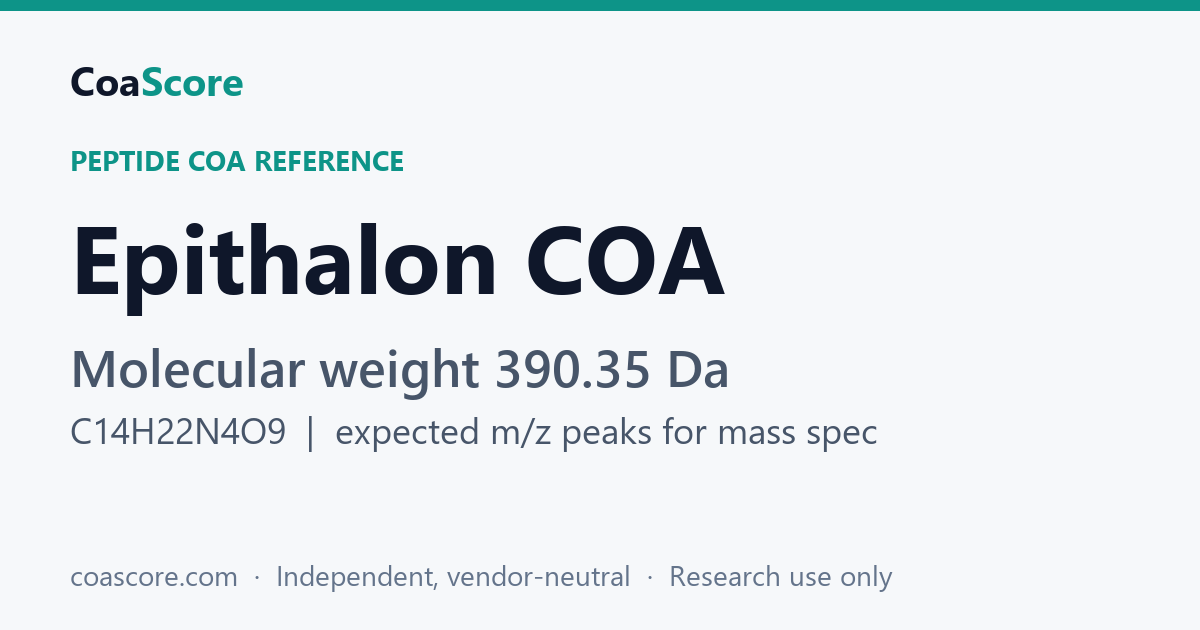 CoaScore
PEPTIDE COA REFERENCE
Epithalon COA
Molecular weight 390.35 Da
C14H22N4O9 | expected m/z peaks for mass spec
coascore.com · Independent, vendor-neutral · Research use only